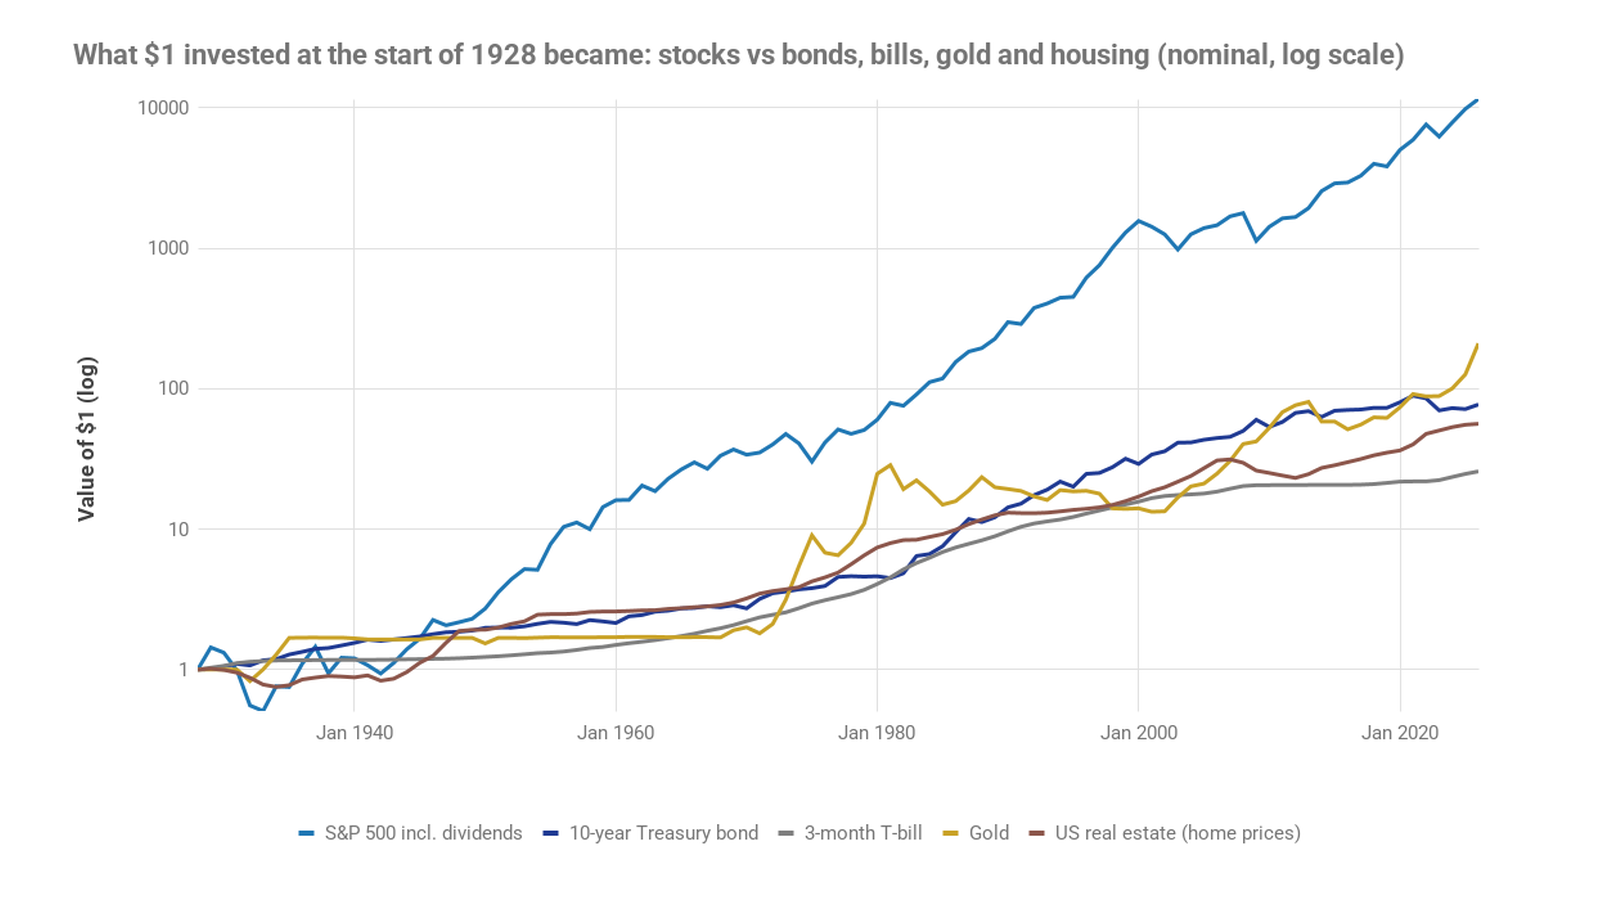 What $1 invested at the start of 1928 became: stocks vs bonds, bills, gold and housing (nominal, log scale)
Value of $1 (log)
10000
1000
100
10
1
Jan 1940
Jan 1960
Jan 1980
Jan 2000
Jan 2020
S&P 500 incl. dividends
10-year Treasury bond
3-month T-bill
Gold
US real estate (home prices)